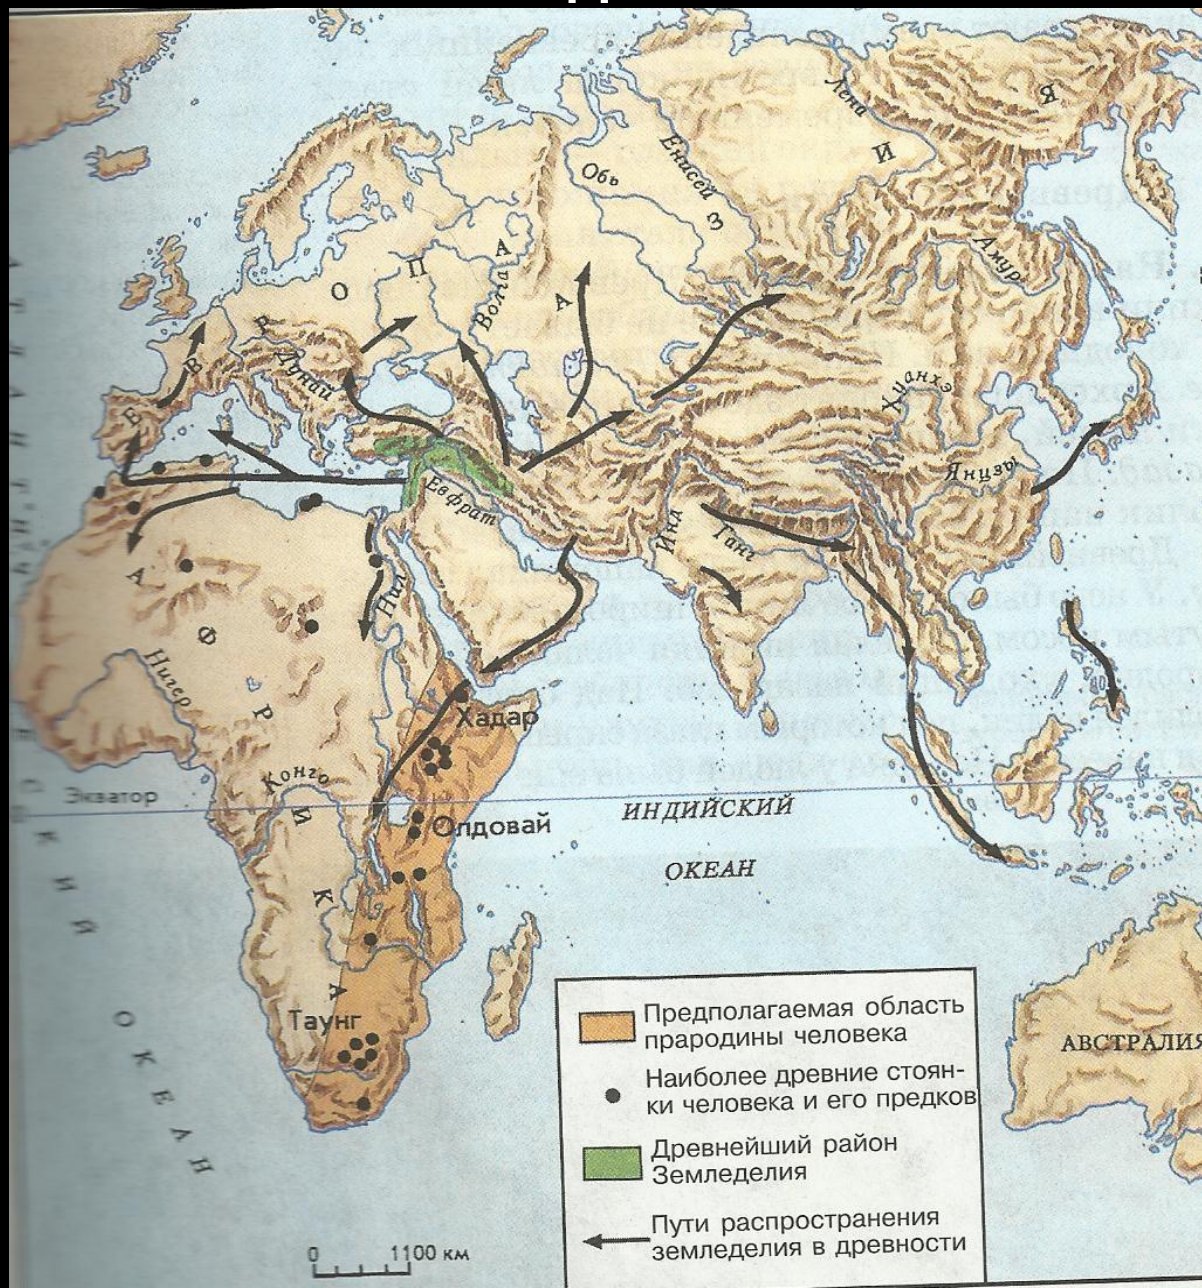 Лена
Я
И
Енисей
Обь
З
А
Амур
Е В Р О П А
Волга
Дунай
Хуанхэ
Янцзы
Евфрат
Инд
Ганг
Нил
А Ф Р И К А
Нигер
Хадар
Конго
Экватор
Олдовай
ИНДИЙСКИЙ
ОКЕАН
Таунг
О К Е А Н
АВСТРАЛИЯ
Предполагаемая область
прародины человека
Наиболее древние стоян-
ки человека и его предков
Древнейший район
Земледелия
Пути распространения
земледелия в древности
0 1100 км